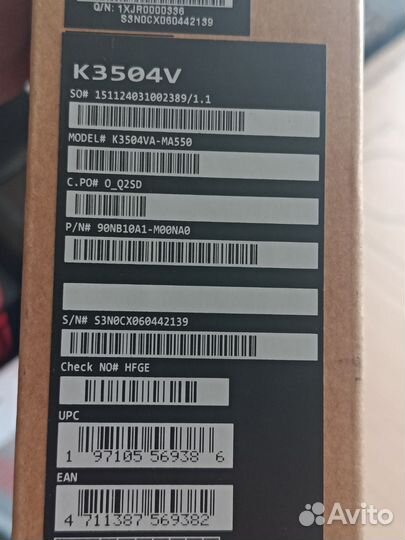 Q/N: 1XJR0000336
S3N0CX060442139
K3504V
SO# 151124031002389/1.1
MODEL# K3504VA-MA550
C.PO# O_Q2SD
P/N# 90NB10A1-M00NA0
S/N# S3N0CX060442139
Check NO# HFGE
UPC
1 97105 56938 6
EAN
4 711387 569382
Avito